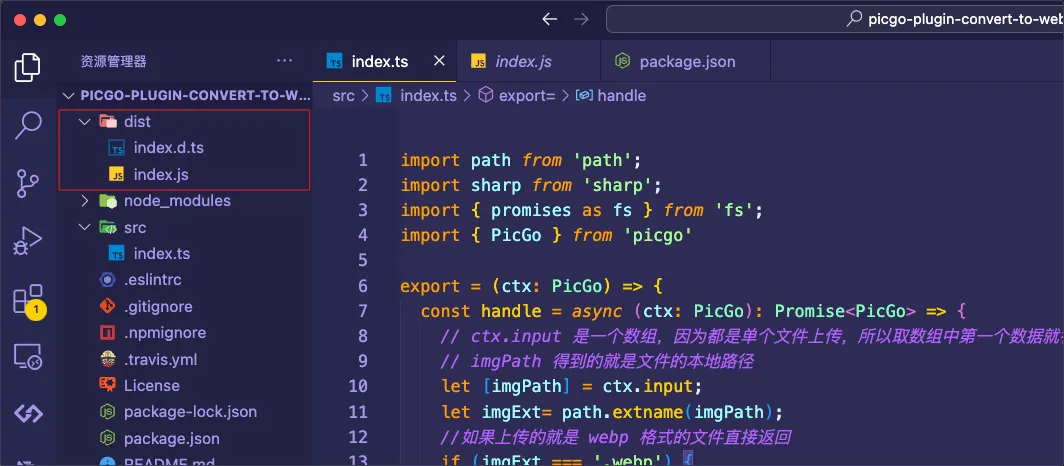 picgo-plugin-convert-to-web
资源管理器 ...
index.ts
index.js
package.json
PICGO-PLUGIN-CONVERT-TO-W...
src > index.ts > export= > handle
dist
index.d.ts
index.js
node_modules
src
index.ts
.eslintrc
.gitignore
.npmignore
.travis.yml
License
package-lock.json
package.json
README.md
1
1 import path from 'path';
2 import sharp from 'sharp';
3 import { promises as fs } from 'fs';
4 import { PicGo } from 'picgo'
5
6 export = (ctx: PicGo) => {
7 const handle = async (ctx: PicGo): Promise<PicGo> => {
8 // ctx.input 是一个数组，因为都是单个文件上传，所以取数组中第一个数据就
9 // imgPath 得到的就是文件的本地路径
10 let [imgPath] = ctx.input;
11 let imgExt= path.extname(imgPath);
12 //如果上传的就是 webp 格式的文件直接返回
13 if (imgExt === '.webp') {